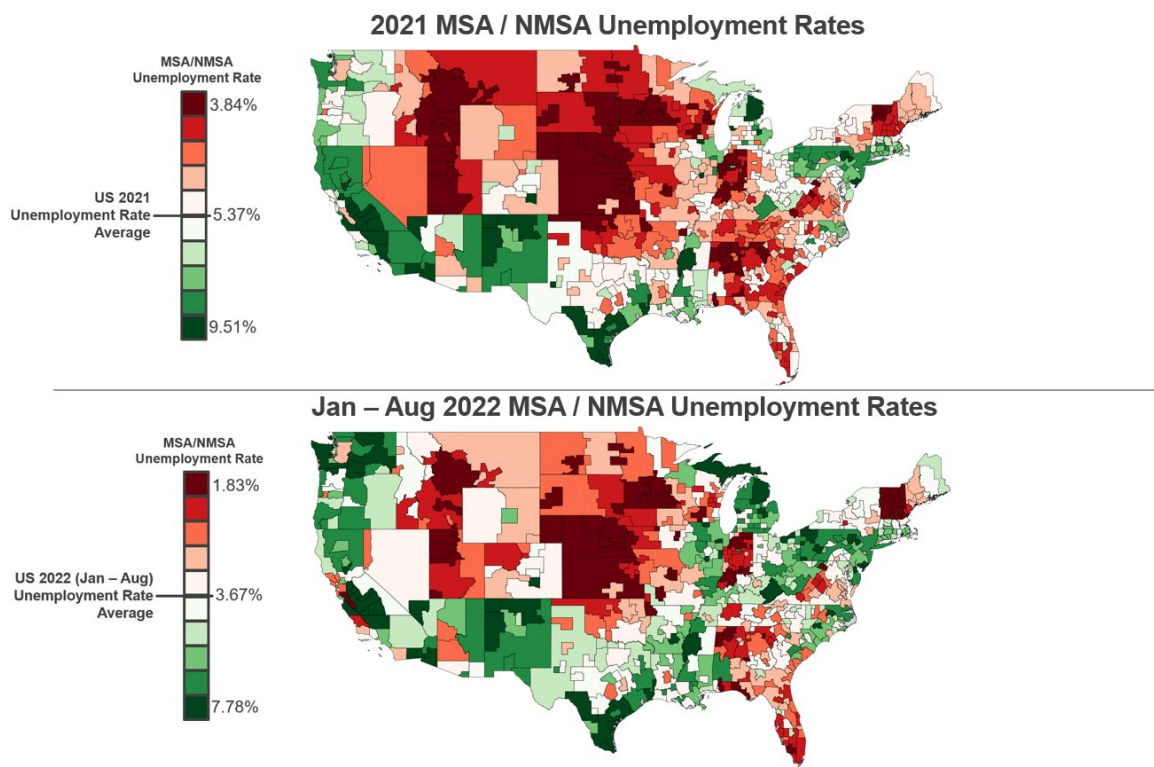 2021 MSA / NMSA Unemployment Rates
MSA/NMSA
Unemployment Rate
3.84%
US 2021
Unemployment Rate
Average
5.37%
9.51%
Jan – Aug 2022 MSA / NMSA Unemployment Rates
MSA/NMSA
Unemployment Rate
1.83%
US 2022 (Jan – Aug)
Unemployment Rate
Average
3.67%
7.78%